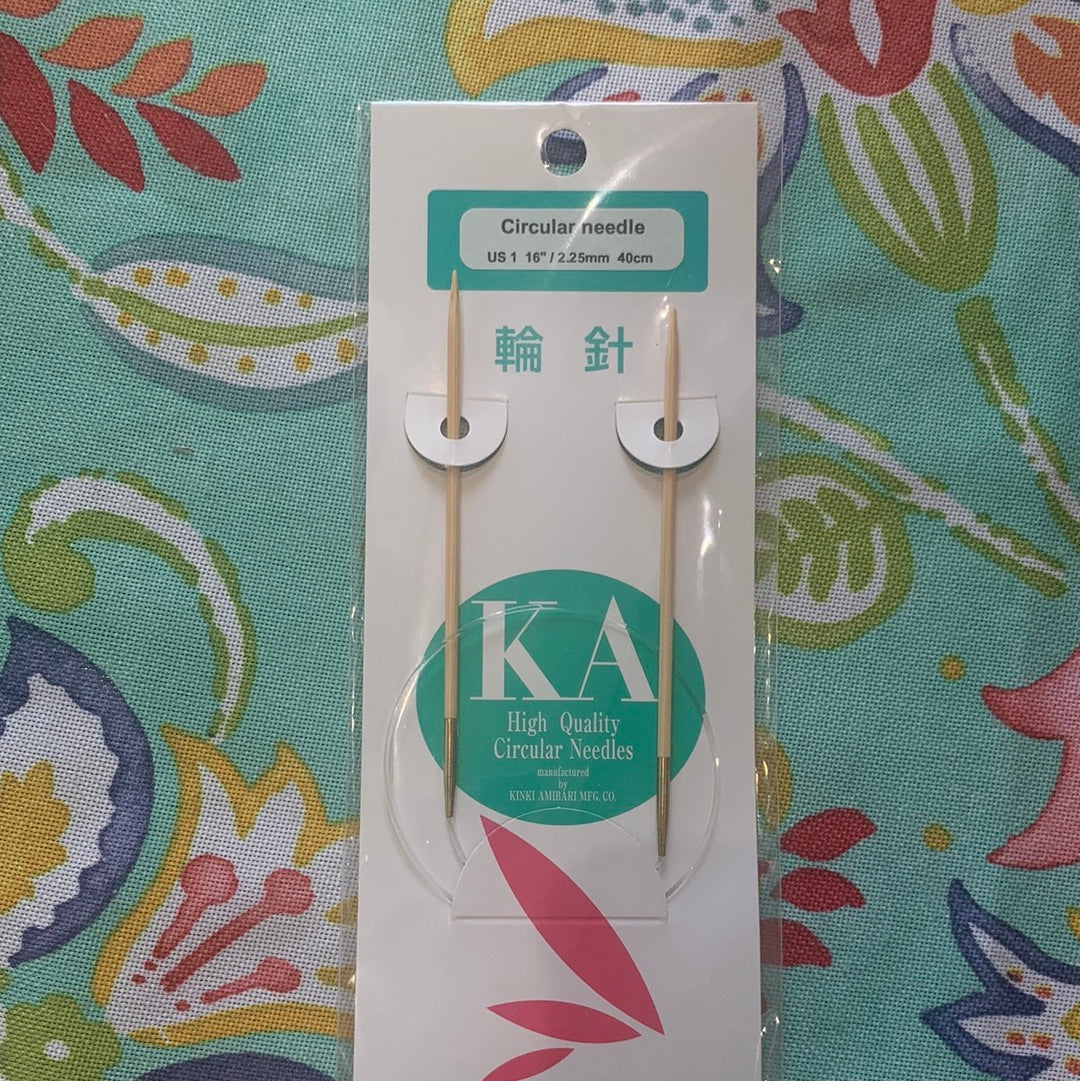 Circular needle
US 1 16" / 2.25mm 40cm
輪 針
KA
High Quality
Circular Needles
manufactured
by
KINKI AMIBARI MFG. CO.